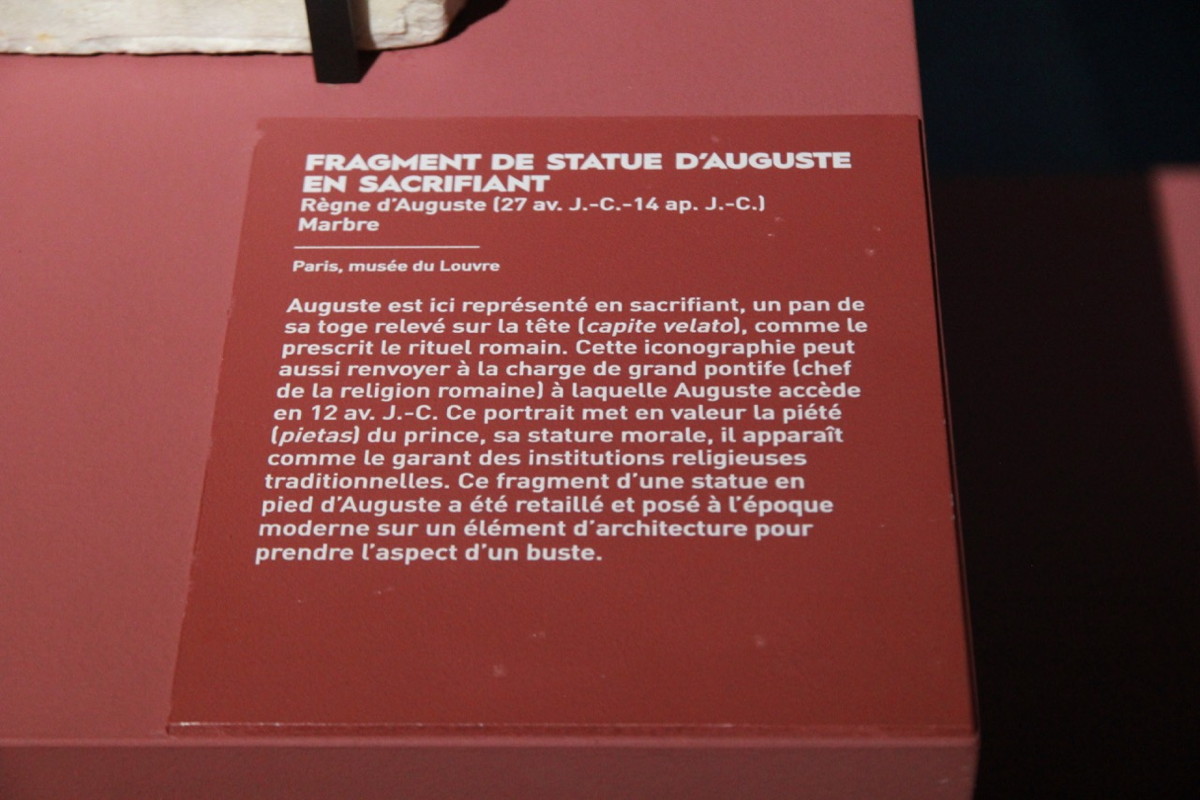 FRAGMENT DE STATUE D'AUGUSTE
EN SACRIFIANT
Règne d'Auguste (27 av. J.-C.-14 ap. J.-C.)
Marbre
Paris, musée du Louvre
Auguste est ici représenté en sacrifiant, un pan de
sa toge relevé sur la tête (capite velato), comme le
prescrit le rituel romain. Cette iconographie peut
aussi renvoyer à la charge de grand pontife (chef
de la religion romaine) à laquelle Auguste accède
en 12 av. J.-C. Ce portrait met en valeur la piété
(pietas) du prince, sa stature morale, il apparaît
comme le garant des institutions religieuses
traditionnelles. Ce fragment d'une statue en
pied d'Auguste a été retaillé et posé à l'époque
moderne sur un élément d'architecture pour
prendre l'aspect d'un buste.